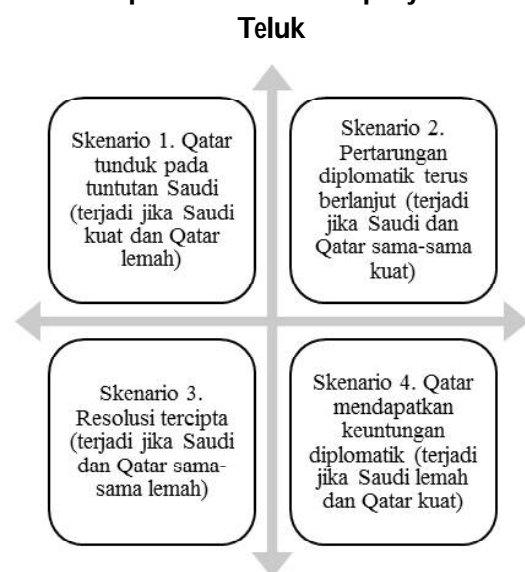 Teluk
Skenario 1. Qatar
tunduk pada
tuntutan Saudi
(terjadi jika Saudi
kuat dan Qatar
lemah)
Skenario 2.
Pertarungan
diplomatik terus
berlanjut (terjadi
jika Saudi dan
Qatar sama-sama
kuat)
Skenario 3.
Resolusi tercipta
(terjadi jika Saudi
dan Qatar sama-
sama lemah)
Skenario 4. Qatar
mendapatkan
keuntungan
diplomatik (terjadi
jika Saudi lemah
dan Qatar kuat)